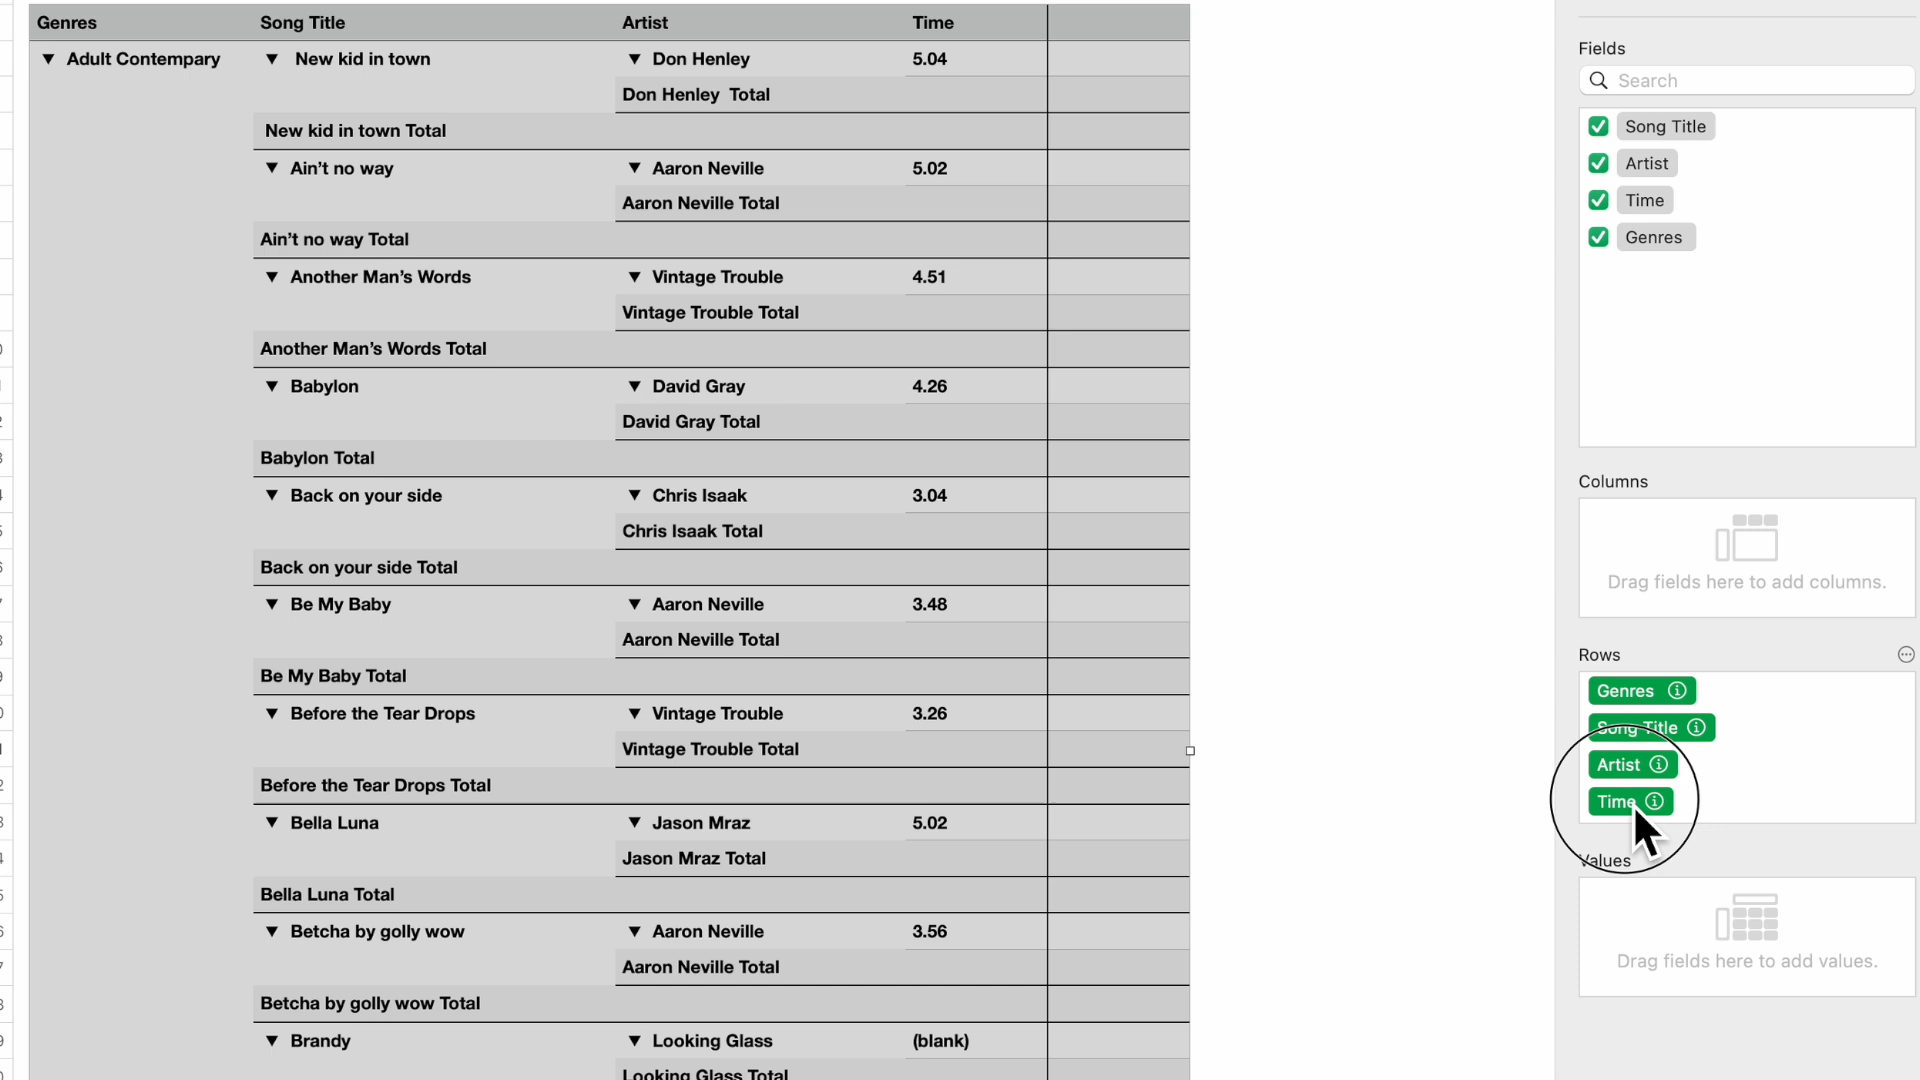 Genres Song Title Artist Time
▼ Adult Contempary ▼ New kid in town ▼ Don Henley 5.04
Don Henley Total
New kid in town Total
▼ Ain’t no way ▼ Aaron Neville 5.02
Aaron Neville Total
Ain’t no way Total
▼ Another Man’s Words ▼ Vintage Trouble 4.51
Vintage Trouble Total
Another Man’s Words Total
▼ Babylon ▼ David Gray 4.26
David Gray Total
Babylon Total
▼ Back on your side ▼ Chris Isaak 3.04
Chris Isaak Total
Back on your side Total
▼ Be My Baby ▼ Aaron Neville 3.48
Aaron Neville Total
Be My Baby Total
▼ Before the Tear Drops ▼ Vintage Trouble 3.26
Vintage Trouble Total
Before the Tear Drops Total
▼ Bella Luna ▼ Jason Mraz 5.02
Jason Mraz Total
Bella Luna Total
▼ Betcha by golly wow ▼ Aaron Neville 3.56
Aaron Neville Total
Betcha by golly wow Total
▼ Brandy ▼ Looking Glass (blank)
Looking Glass Total
Fields
Search
Song Title
Artist
Time
Genres
Columns
Drag fields here to add columns.
Rows
Genres
Song Title
Artist
Time
Values
Drag fields here to add values.